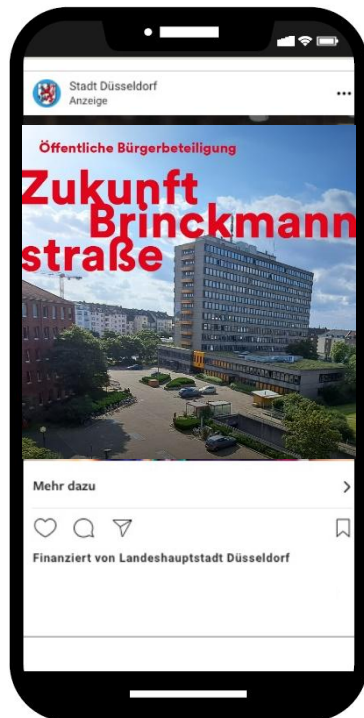 Stadt Düsseldorf
Anzeige
Öffentliche Bürgerbeteiligung
Zukunft
Brinckmann
straße
Mehr dazu
Finanziert von Landeshauptstadt Düsseldorf